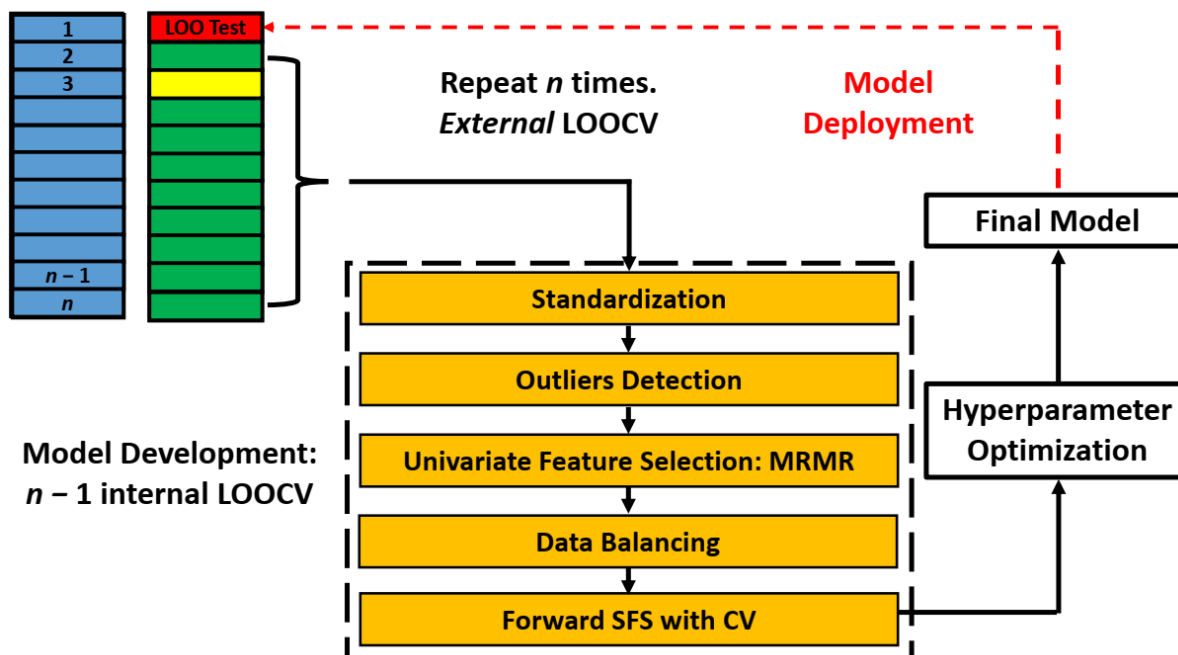 1
2
3
n – 1
n
LOO Test
Repeat n times.
External LOOCV
Model
Deployment
Final Model
Standardization
Outliers Detection
Univariate Feature Selection: MRMR
Data Balancing
Forward SFS with CV
Hyperparameter
Optimization
Model Development:
n – 1 internal LOOCV